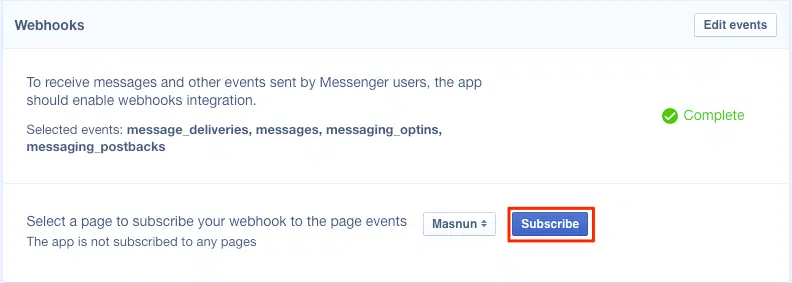 Webhooks
Edit events
To receive messages and other events sent by Messenger users, the app
should enable webhooks integration.
Complete
Selected events: message_deliveries, messages, messaging_optins,
messaging_postbacks
Select a page to subscribe your webhook to the page events
Masnun
Subscribe
The app is not subscribed to any pages